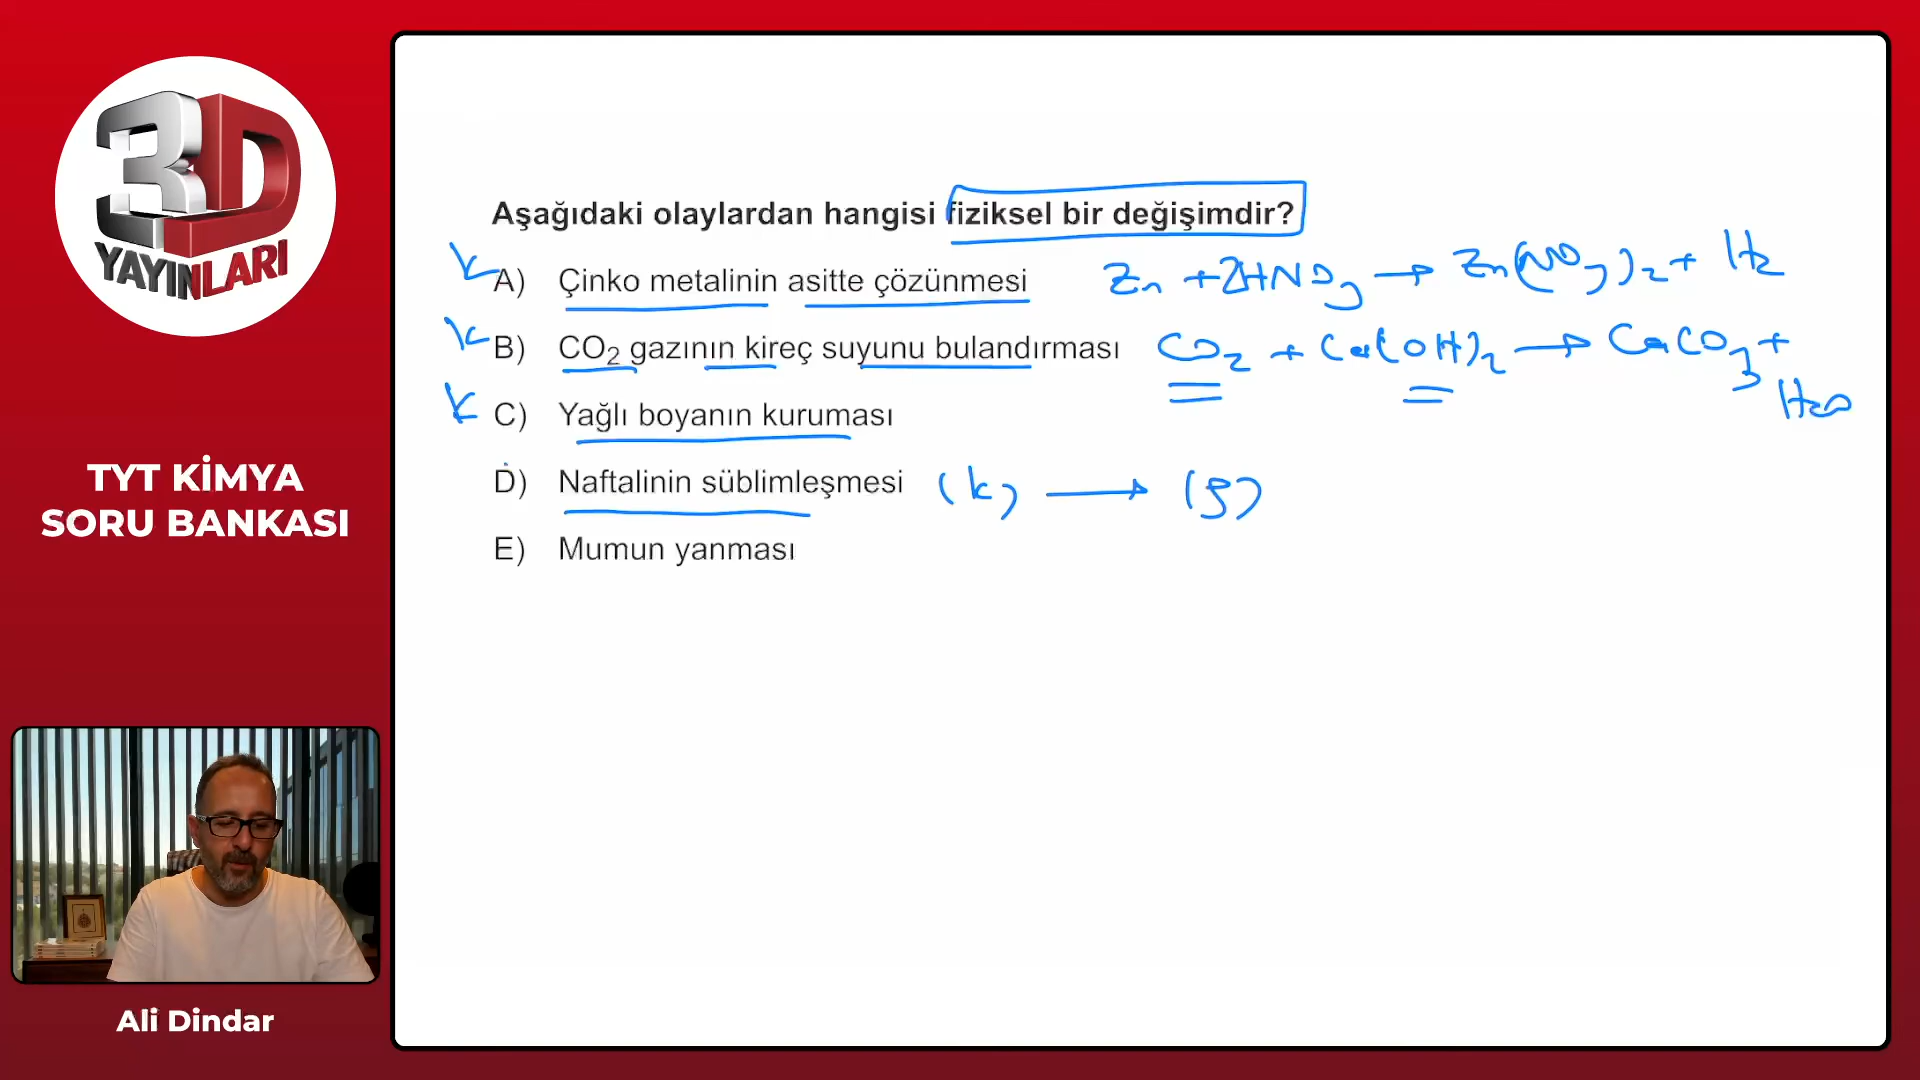 3D
YAYINLARI
TYT KİMYA
SORU BANKASI
Ali Dindar
Aşağıdaki olaylardan hangisi fiziksel bir değişimdir?
K A) Çinko metalinin asitte çözünmesi Zn + 2HNO3 → Zn(NO3)2 + H2
K B) CO2 gazının kireç suyunu bulandırması CO2 + Ca(OH)2 → CaCO3 +
H2O
K C) Yağlı boyanın kuruması
D) Naftalinin süblimleşmesi (k) → (g)
E) Mumun yanması